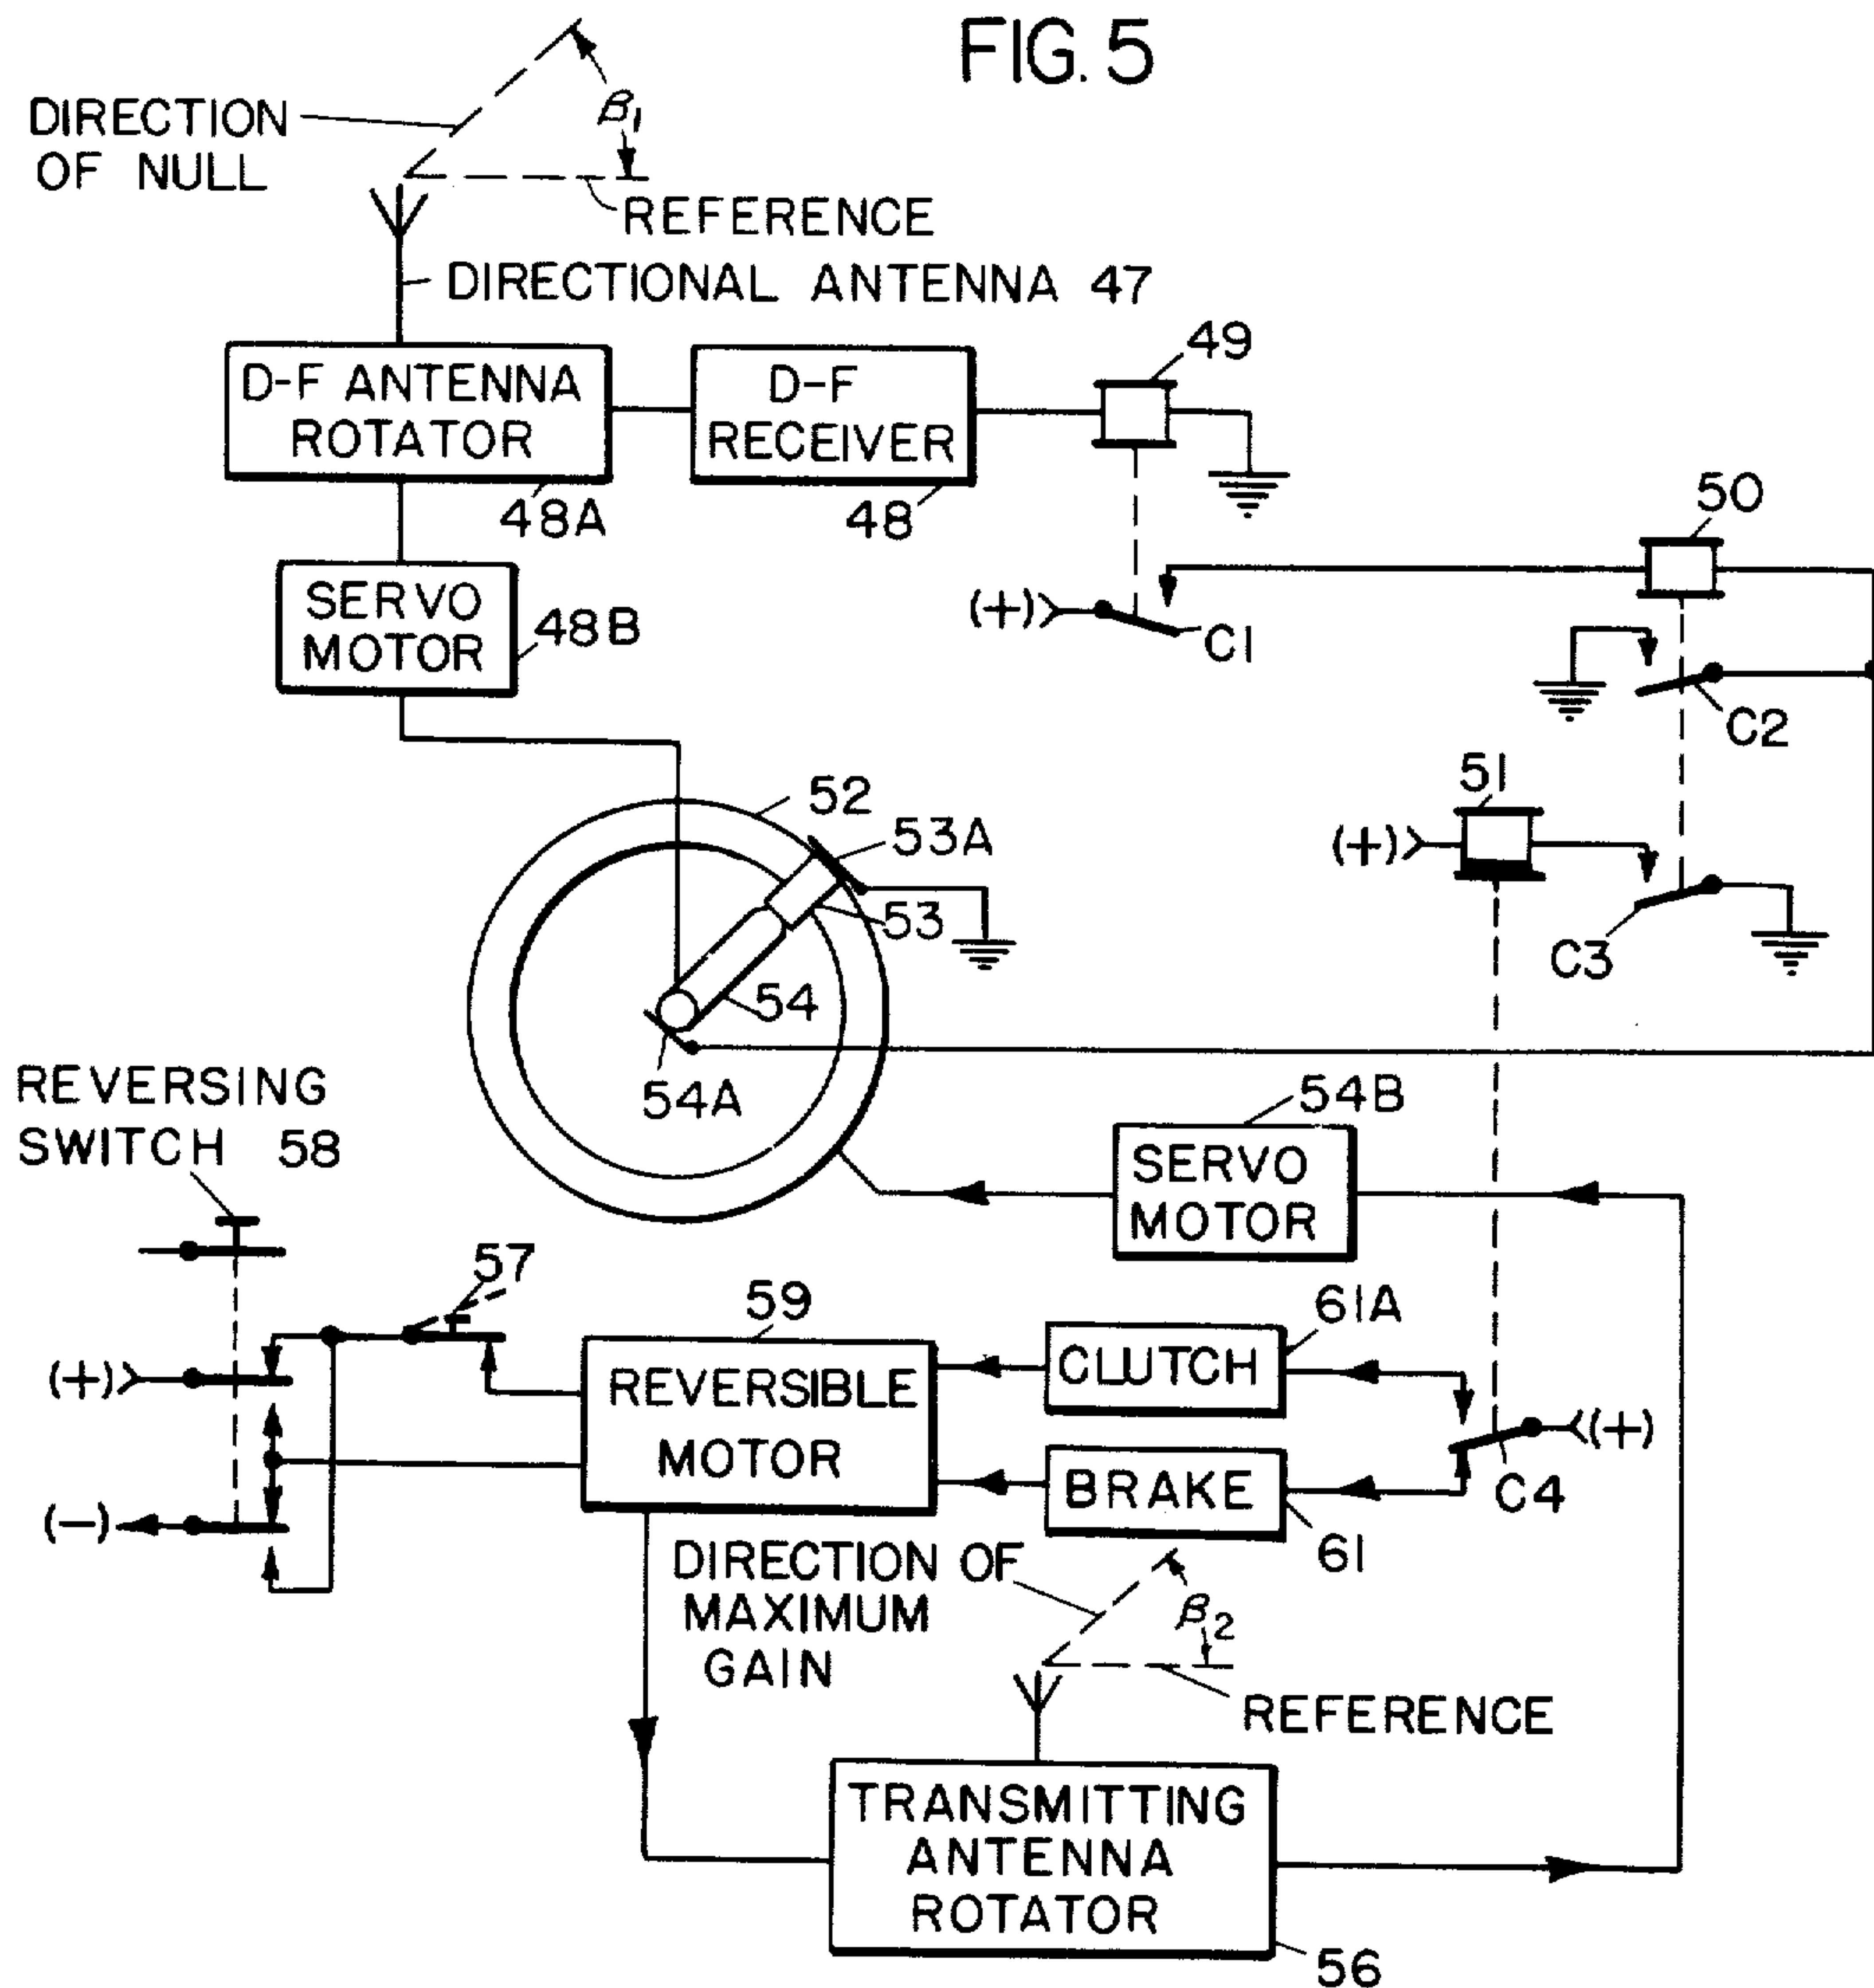 FIG. 5
DIRECTION
OF NULL
β₁
REFERENCE
DIRECTIONAL ANTENNA 47
D-F ANTENNA
ROTATOR
48A
D-F
RECEIVER
48
49
50
SERVO
MOTOR
48B
(+)
C1
C2
51
(+)
C3
52
53A
53
54
54A
REVERSING
SWITCH 58
54B
SERVO
MOTOR
57
59
61A
(+)
REVERSIBLE
MOTOR
CLUTCH
(+)
(-)
BRAKE
C4
61
DIRECTION OF
MAXIMUM
GAIN
β₂
REFERENCE
TRANSMITTING
ANTENNA
ROTATOR
56